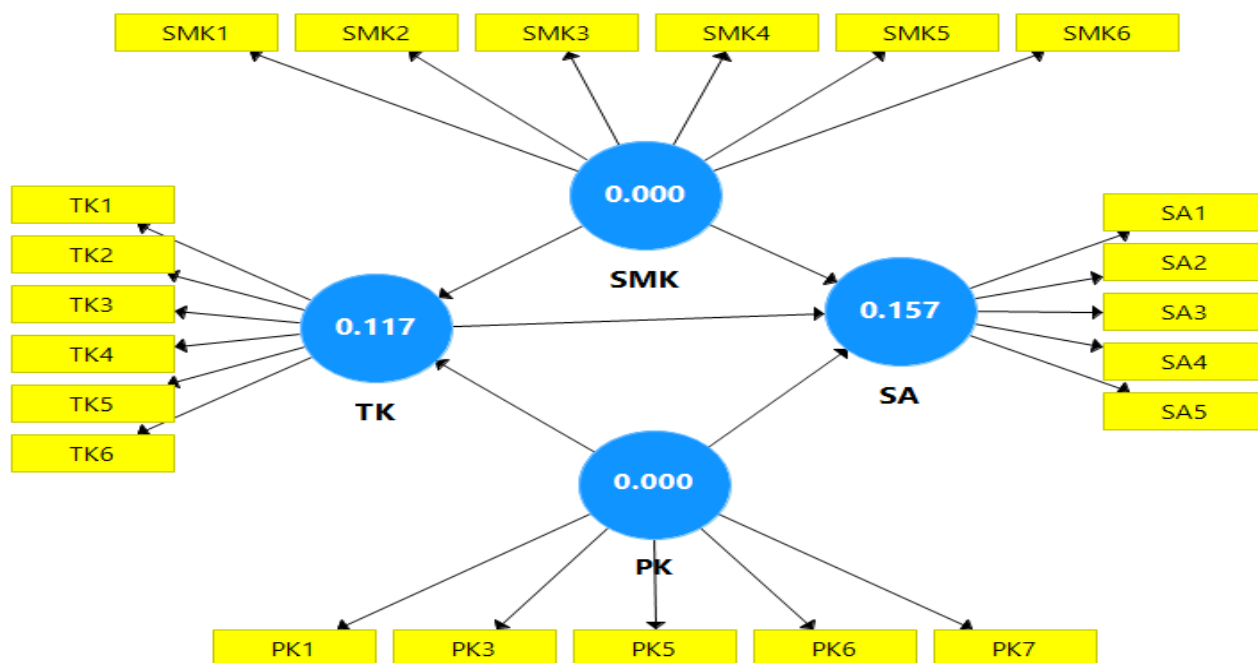 SMK1 SMK2 SMK3 SMK4 SMK5 SMK6
0.000
SMK
TK1
TK2
TK3
TK4
TK5
TK6
0.117
TK
0.157
SA
SA1
SA2
SA3
SA4
SA5
0.000
PK
PK1 PK3 PK5 PK6 PK7